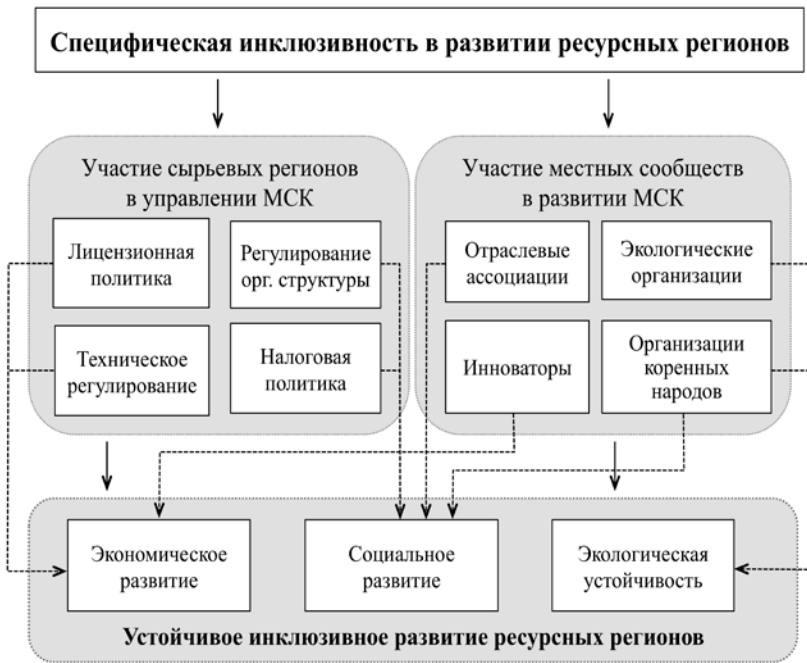 Специфическая инклюзивность в развитии ресурсных регионов
Участие сырьевых регионов
в управлении МСК
Лицензионная
политика
Регулирование
орг. структуры
Техническое
регулирование
Налоговая
политика
Участие местных сообществ
в развитии МСК
Отраслевые
ассоциации
Экологические
организации
Инноваторы
Организации
коренных
народов
Экономическое
развитие
Социальное
развитие
Экологическая
устойчивость
Устойчивое инклюзивное развитие ресурсных регионов